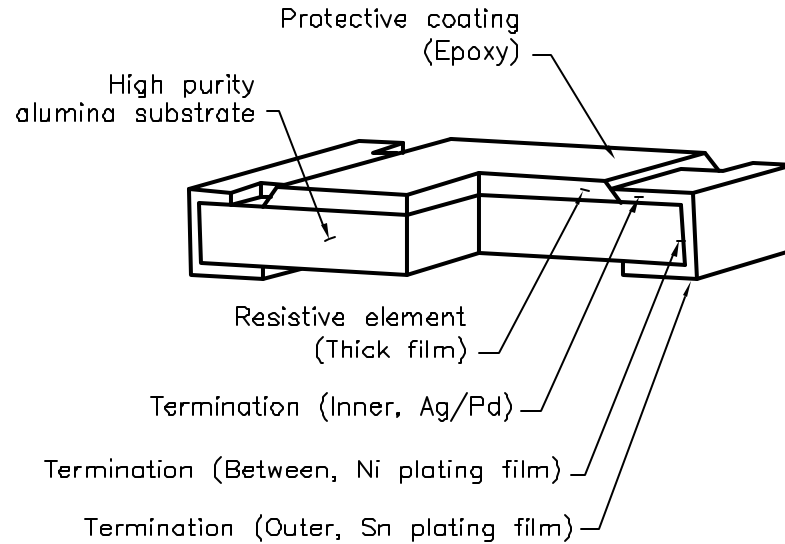 Protective coating
(Epoxy)
High purity
alumina substrate
Resistive element
(Thick film)
Termination (Inner, Ag/Pd)
Termination (Between, Ni plating film)
Termination (Outer, Sn plating film)